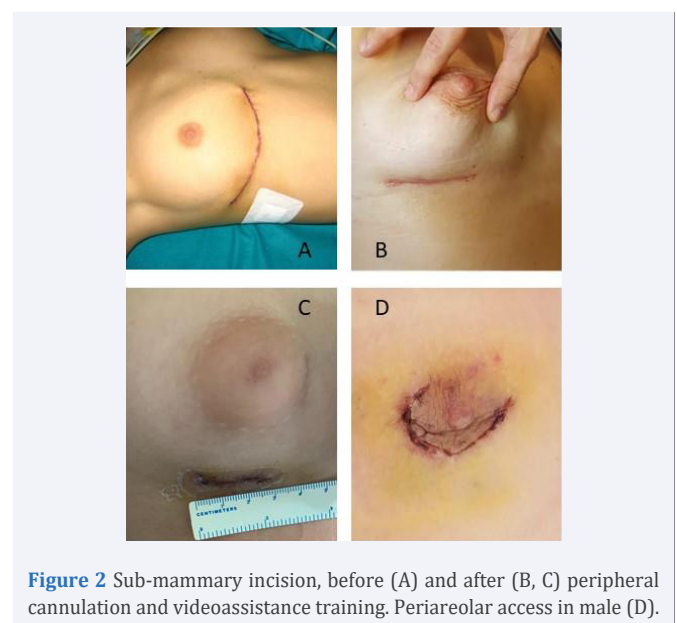 A
B
C
D
CENTIMETERS
Figure 2 Sub-mammary incision, before (A) and after (B, C) peripheral
cannulation and videoassistance training. Periareolar access in male (D).